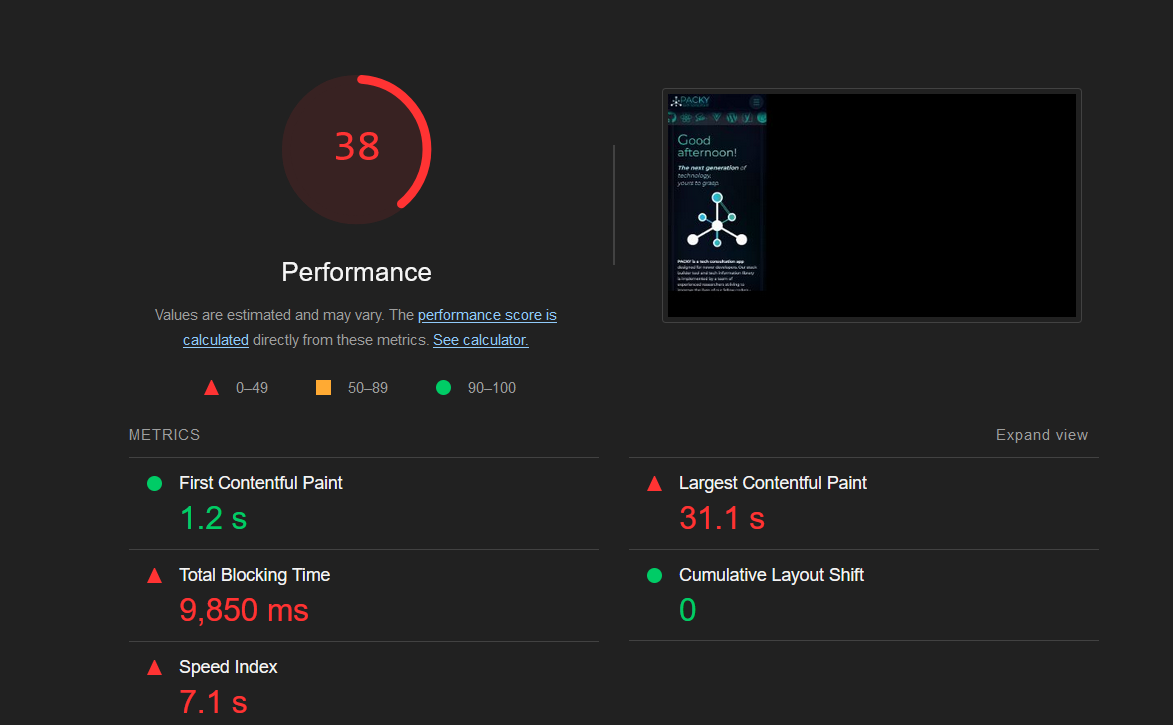 38
Performance
Values are estimated and may vary. The performance score is
calculated directly from these metrics. See calculator.
0–49
50–89
90–100
PACKY
Good
afternoon!
The next generation of
technology,
yours to grasp.
PACKY is a tech consultation app
designed for newer developers. Our stack
builder tool and tech information library
is implemented by a team of
experienced researchers striving to
METRICS
Expand view
First Contentful Paint
1.2 s
Largest Contentful Paint
31.1 s
Total Blocking Time
9,850 ms
Cumulative Layout Shift
0
Speed Index
7.1 s